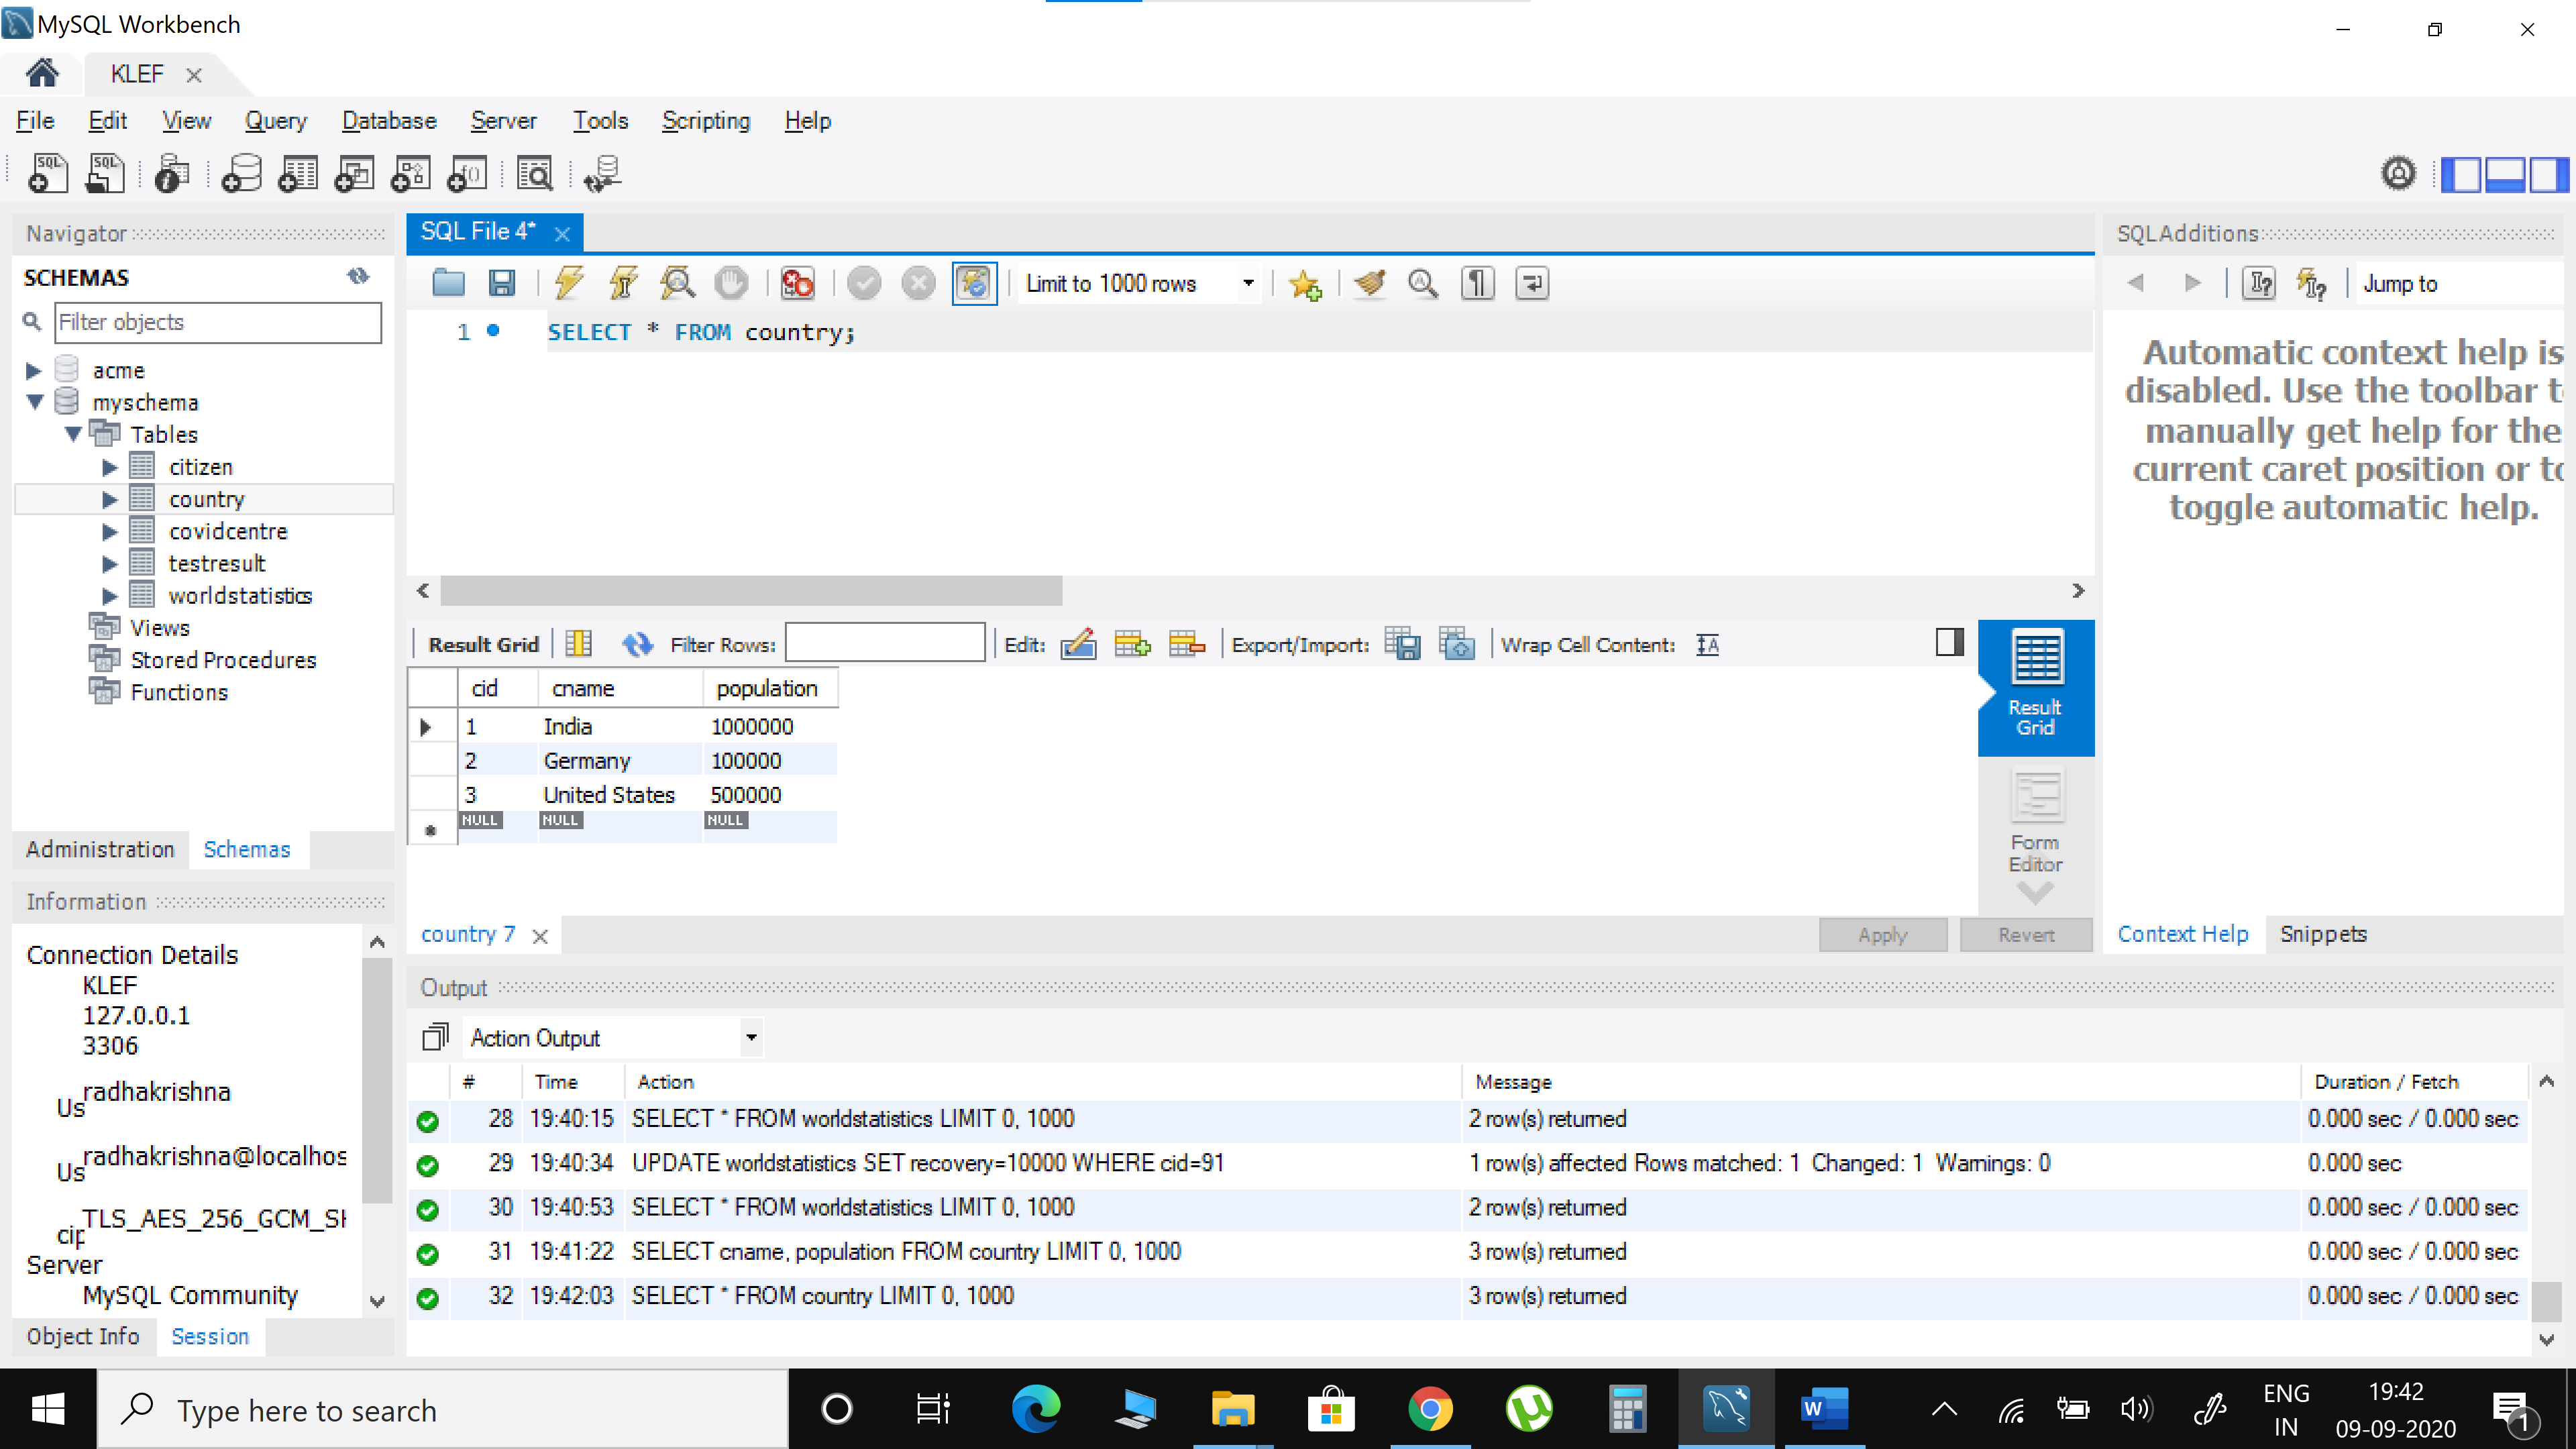 MySQL Workbench
KLEF
File Edit View Query Database Server Tools Scripting Help
Navigator
SCHEMAS
Filter objects
acme
myschema
Tables
citizen
country
covidcentre
testresult
worldstatistics
Views
Stored Procedures
Functions
Administration Schemas
Information
Connection Details
KLEF
127.0.0.1
3306
radhakrishna
Us
radhakrishna@localhos
Us
TLS_AES_256_GCM_SH
cip
Server
MySQL Community
Object Info Session
SQL File 4*
Limit to 1000 rows
1 SELECT * FROM country;
Result Grid Filter Rows: Edit: Export/Import: Wrap Cell Content:
cid cname population
1 India 1000000
2 Germany 100000
3 United States 500000
NULL NULL NULL
Result
Grid
Form
Editor
country 7
Apply Revert
SQLAdditions
Jump to
Automatic context help is
disabled. Use the toolbar t
manually get help for the
current caret position or to
toggle automatic help.
Context Help Snippets
Output
Action Output
# Time Action Message Duration / Fetch
28 19:40:15 SELECT * FROM worldstatistics LIMIT 0, 1000 2 row(s) returned 0.000 sec / 0.000 sec
29 19:40:34 UPDATE worldstatistics SET recovery=10000 WHERE cid=91 1 row(s) affected Rows matched: 1 Changed: 1 Warnings: 0 0.000 sec
30 19:40:53 SELECT * FROM worldstatistics LIMIT 0, 1000 2 row(s) returned 0.000 sec / 0.000 sec
31 19:41:22 SELECT cname, population FROM country LIMIT 0, 1000 3 row(s) returned 0.000 sec / 0.000 sec
32 19:42:03 SELECT * FROM country LIMIT 0, 1000 3 row(s) returned 0.000 sec / 0.000 sec
Type here to search
ENG
IN
19:42
09-09-2020
1